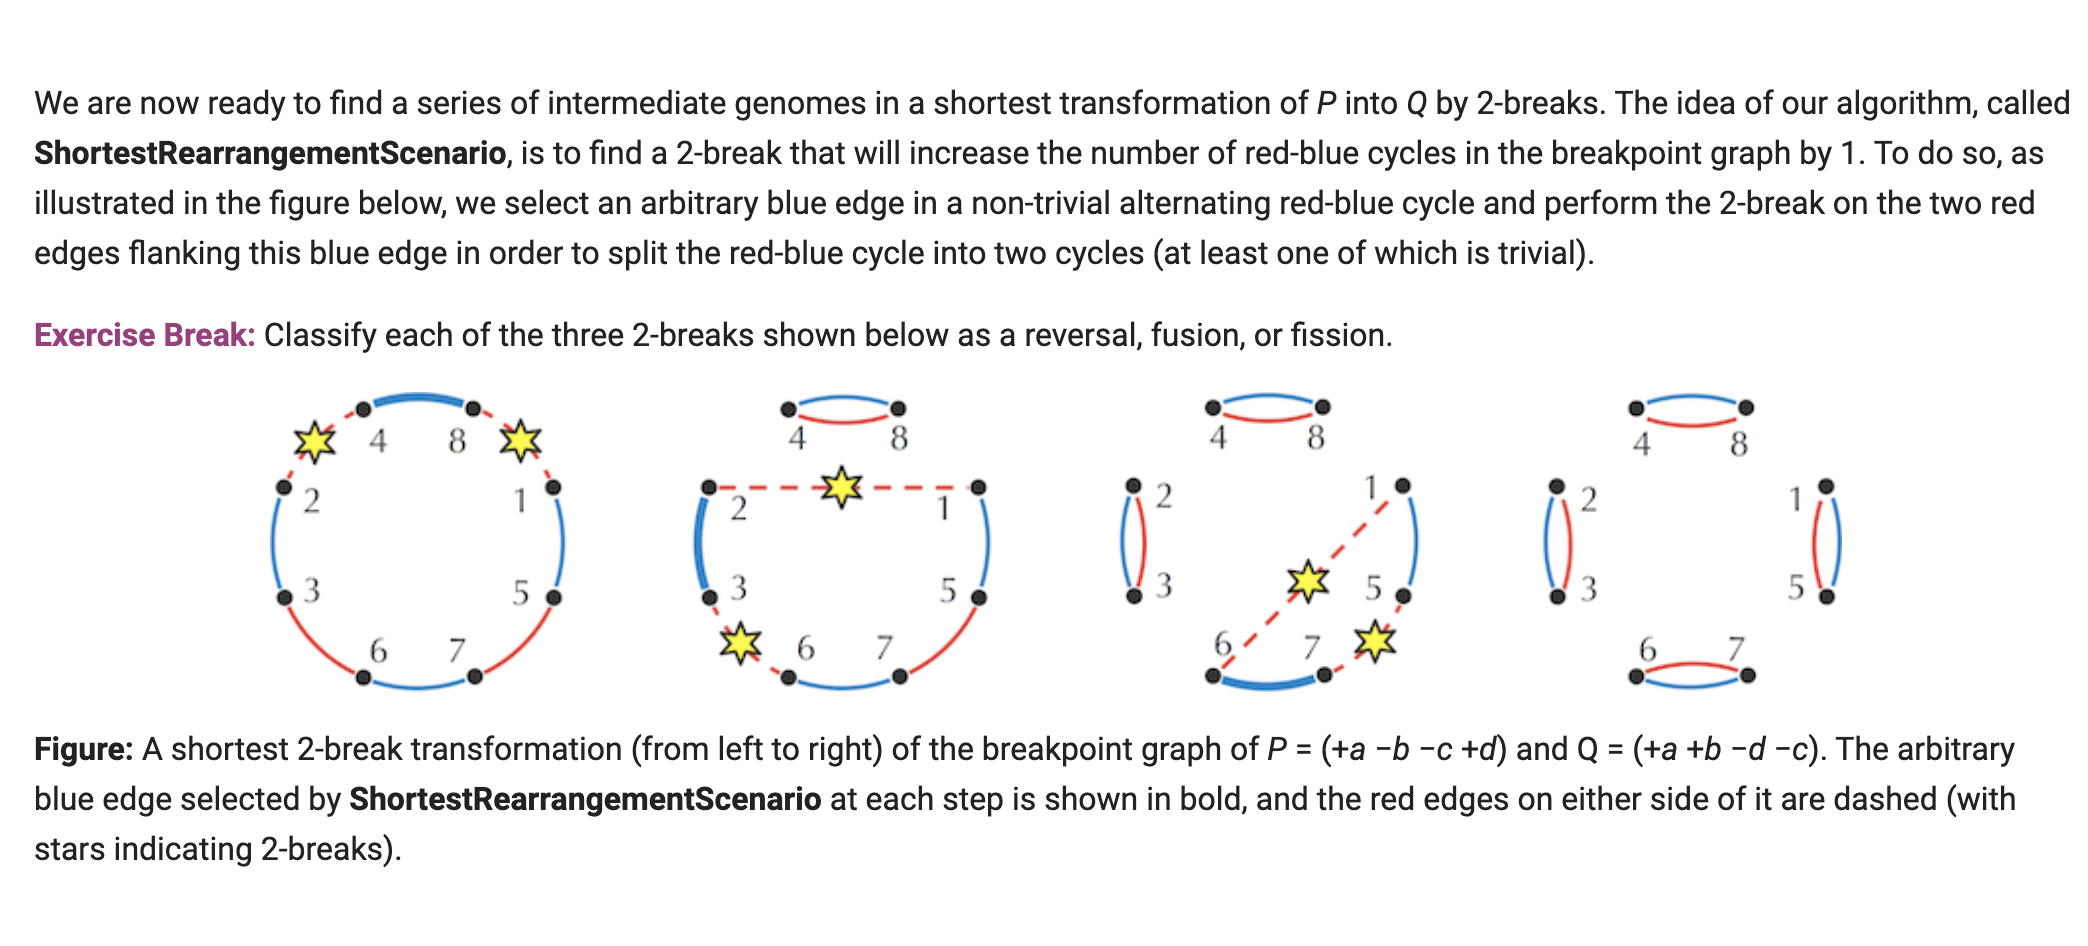 We are now ready to find a series of intermediate genomes in a shortest transformation of P into Q by 2-breaks. The idea of our algorithm, called
ShortestRearrangementScenario, is to find a 2-break that will increase the number of red-blue cycles in the breakpoint graph by 1. To do so, as
illustrated in the figure below, we select an arbitrary blue edge in a non-trivial alternating red-blue cycle and perform the 2-break on the two red
edges flanking this blue edge in order to split the red-blue cycle into two cycles (at least one of which is trivial).
Exercise Break: Classify each of the three 2-breaks shown below as a reversal, fusion, or fission.
4 8 2 1 3 5 6 7
4 8 2 1 3 5 6 7
4 8 2 1 3 5 6 7
4 8 2 1 3 5 6 7
Figure: A shortest 2-break transformation (from left to right) of the breakpoint graph of P = (+a −b −c +d) and Q = (+a +b −d −c). The arbitrary
blue edge selected by ShortestRearrangementScenario at each step is shown in bold, and the red edges on either side of it are dashed (with
stars indicating 2-breaks).